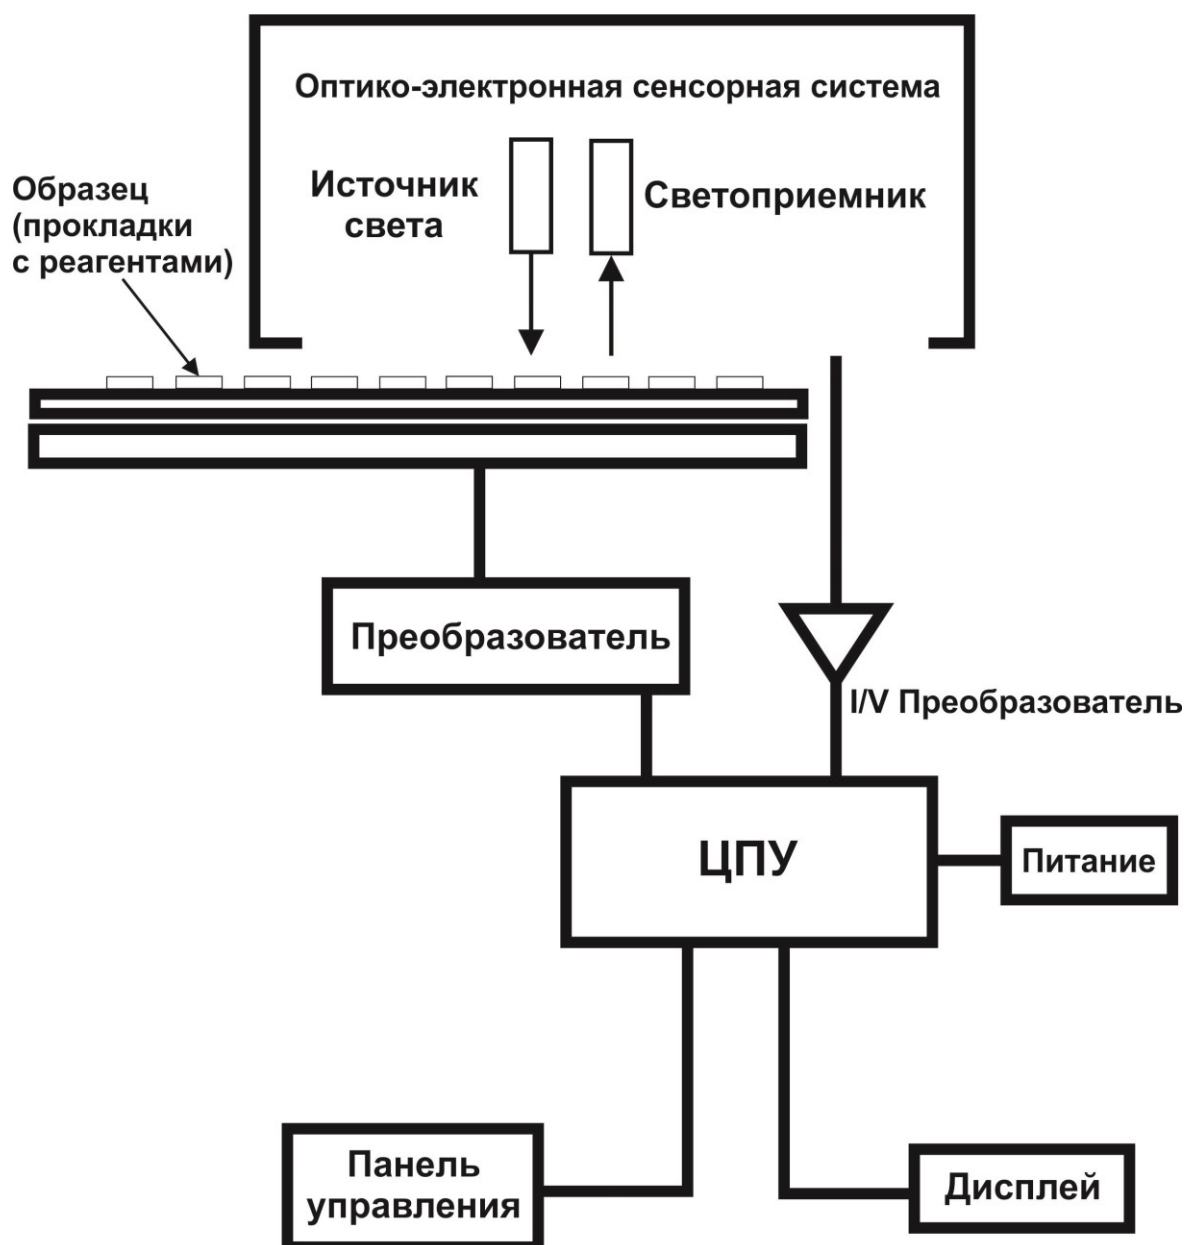 Оптико-электронная сенсорная система
Образец
(прокладки
с реагентами)
Источник
света
Светоприемник
Преобразователь
I/V Преобразователь
ЦПУ
Питание
Панель
управления
Дисплей